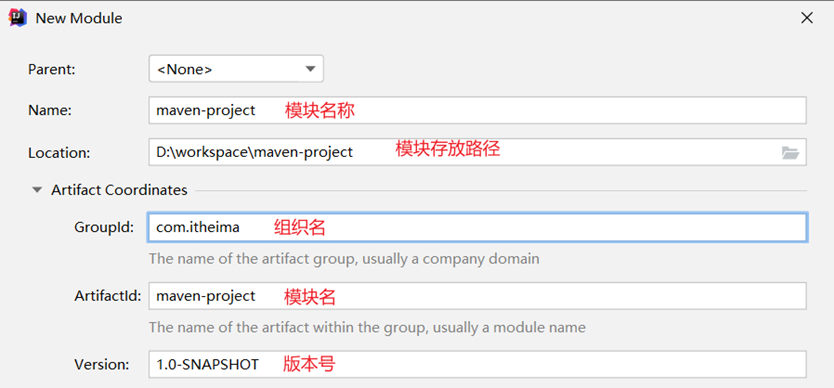 New Module
Parent: <None>
Name: maven-project 模块名称
Location: D:\workspace\maven-project 模块存放路径
Artifact Coordinates
GroupId: com.itheima 组织名
The name of the artifact group, usually a company domain
ArtifactId: maven-project 模块名
The name of the artifact within the group, usually a module name
Version: 1.0-SNAPSHOT 版本号